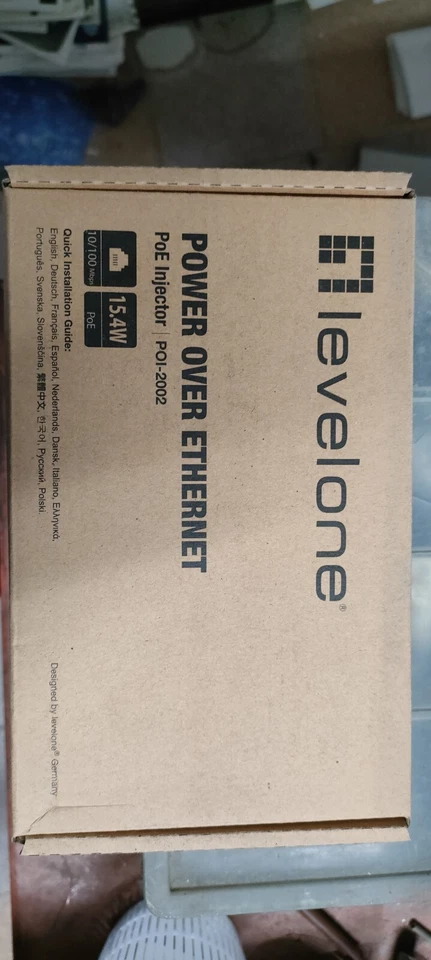 levelone®
POWER OVER ETHERNET
PoE Injector | POI-2002
10/100 Mbps
15.4W
PoE
Quick Installation Guide:
English, Deutsch, Français, Español, Nederlands, Dansk, Italiano, Ελληνικά,
Português, Svenska, Slovenščina, 繁體中文, 한국어, Русский, Polski
Designed by levelone® Germany